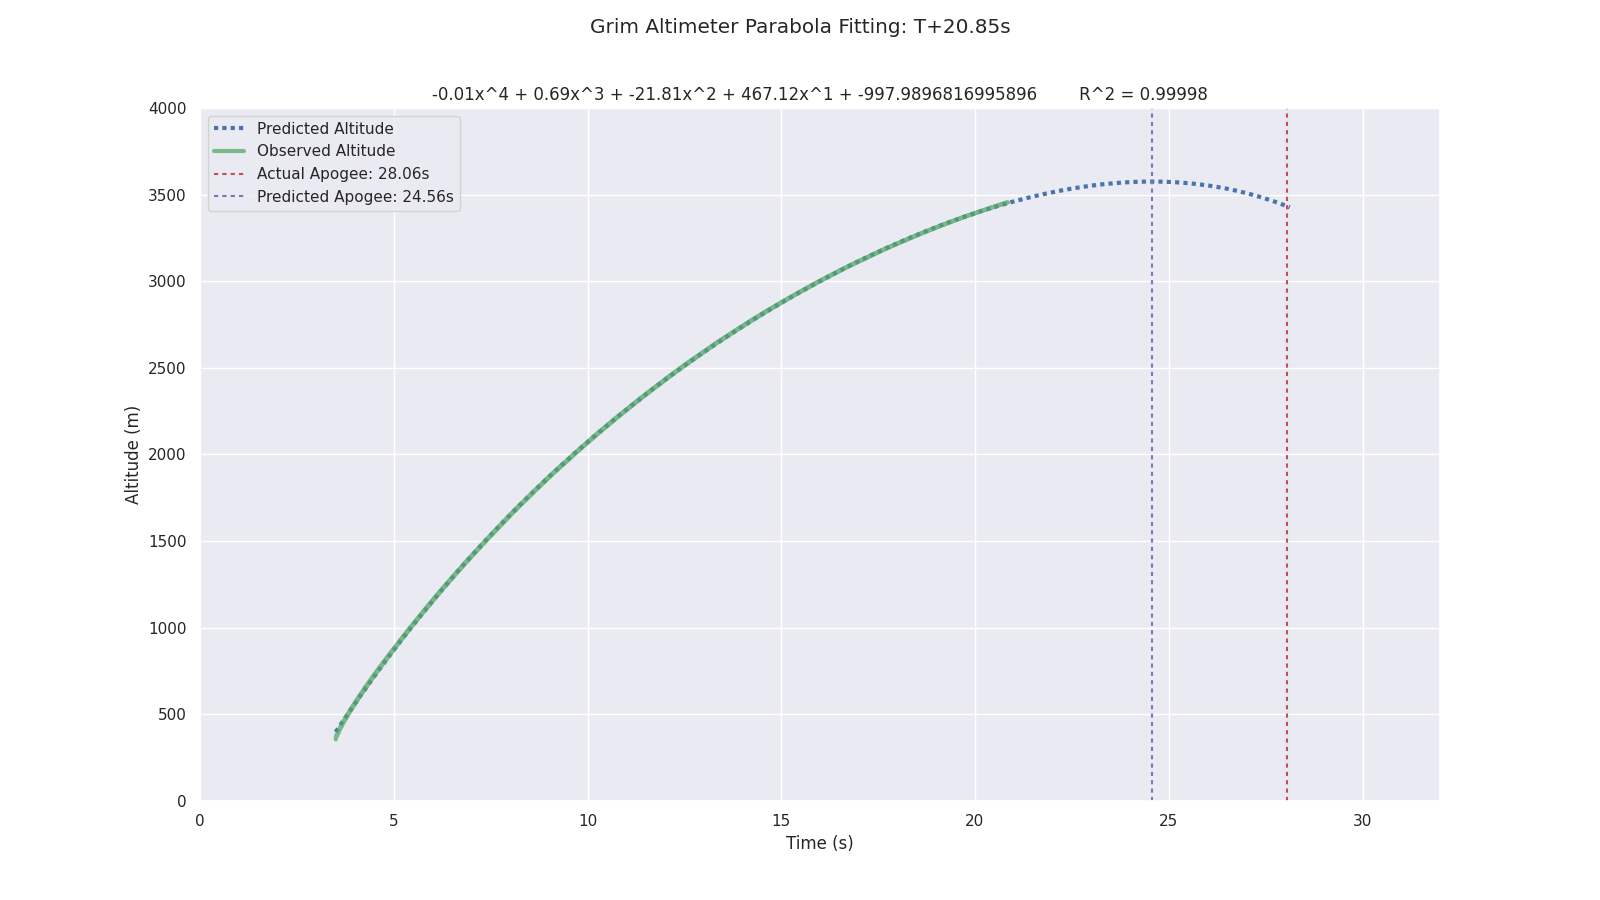 Grim Altimeter Parabola Fitting: T+20.85s
-0.01x^4 + 0.69x^3 + -21.81x^2 + 467.12x^1 + -997.9896816995896 R^2 = 0.99998
Predicted Altitude
Observed Altitude
Actual Apogee: 28.06s
Predicted Apogee: 24.56s
4000
3500
3000
2500
2000
1500
1000
500
0
Altitude (m)
0 5 10 15 20 25 30
Time (s)